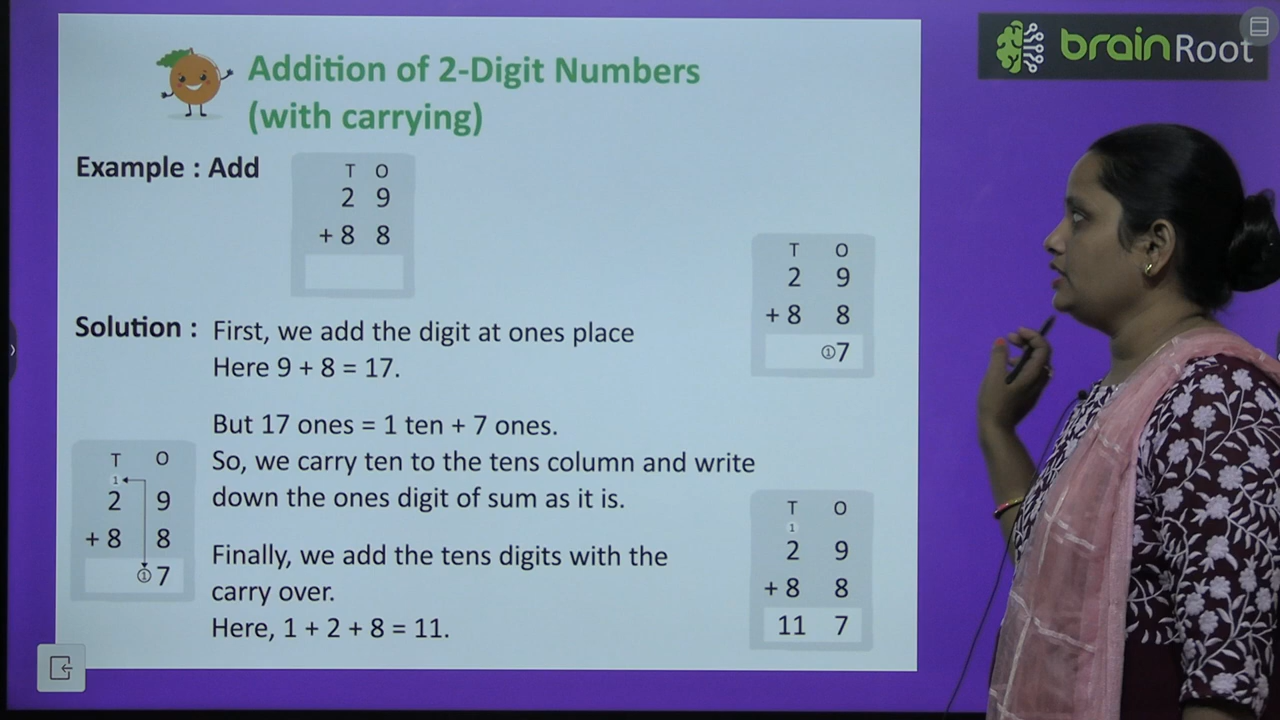 brainRoot
Addition of 2-Digit Numbers
(with carrying)
Example : Add
T O
2 9
+ 8 8
T O
2 9
+ 8 8
①7
Solution : First, we add the digit at ones place
Here 9 + 8 = 17.
But 17 ones = 1 ten + 7 ones.
So, we carry ten to the tens column and write
down the ones digit of sum as it is.
T O
1
2 9
+ 8 8
①7
Finally, we add the tens digits with the
carry over.
Here, 1 + 2 + 8 = 11.
T O
1
2 9
+ 8 8
11 7